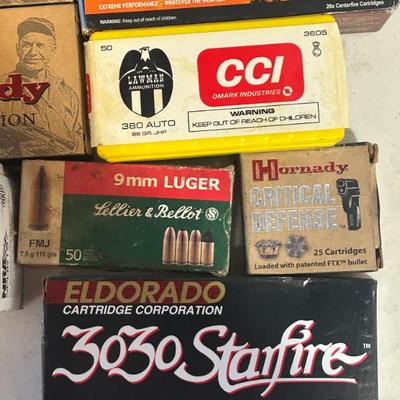 EXTREME PERFORMANCE – WHATEVER THE WEATHER
Keep out of reach of children.
20x Centerfire Cartridges
dy
ION
50
3605
LAWMAN
AMMUNITION
CCI
OMARK INDUSTRIES
380 AUTO
88 GR. JHP
WARNING
KEEP OUT OF REACH OF CHILDREN
9mm LUGER
Sellier & Bellot
FMJ
7,5 g 115 grs
50
Hornady
CRITICAL
DEFENSE
25 Cartridges
Loaded with patented FTX™ bullet
ELDORADO
CARTRIDGE CORPORATION
3030 Starfire